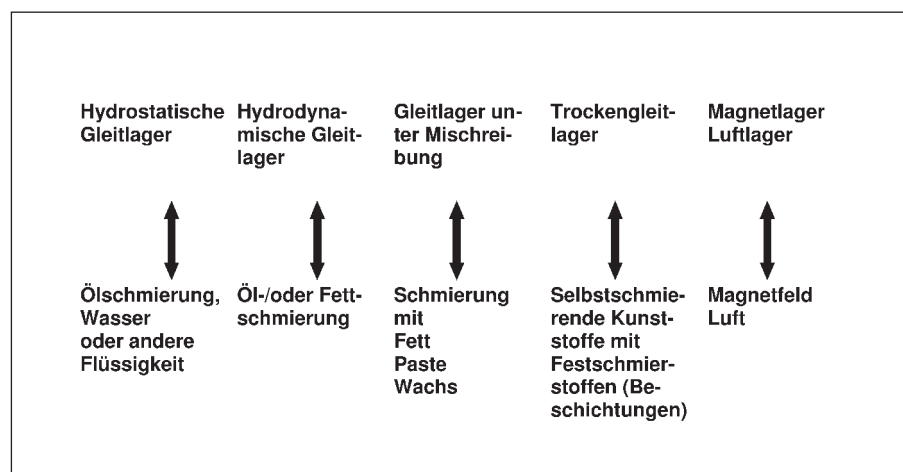 Hydrostatische
Gleitlager
Hydrodyna-
mische Gleit-
lager
Gleitlager un-
ter Mischrei-
bung
Trockengleit-
lager
Magnetlager
Luftlager
Ölschmierung,
Wasser
oder andere
Flüssigkeit
Öl-/oder Fett-
schmierung
Schmierung
mit
Fett
Paste
Wachs
Selbstschmie-
rende Kunst-
stoffe mit
Festschmier-
stoffen (Be-
schichtungen)
Magnetfeld
Luft